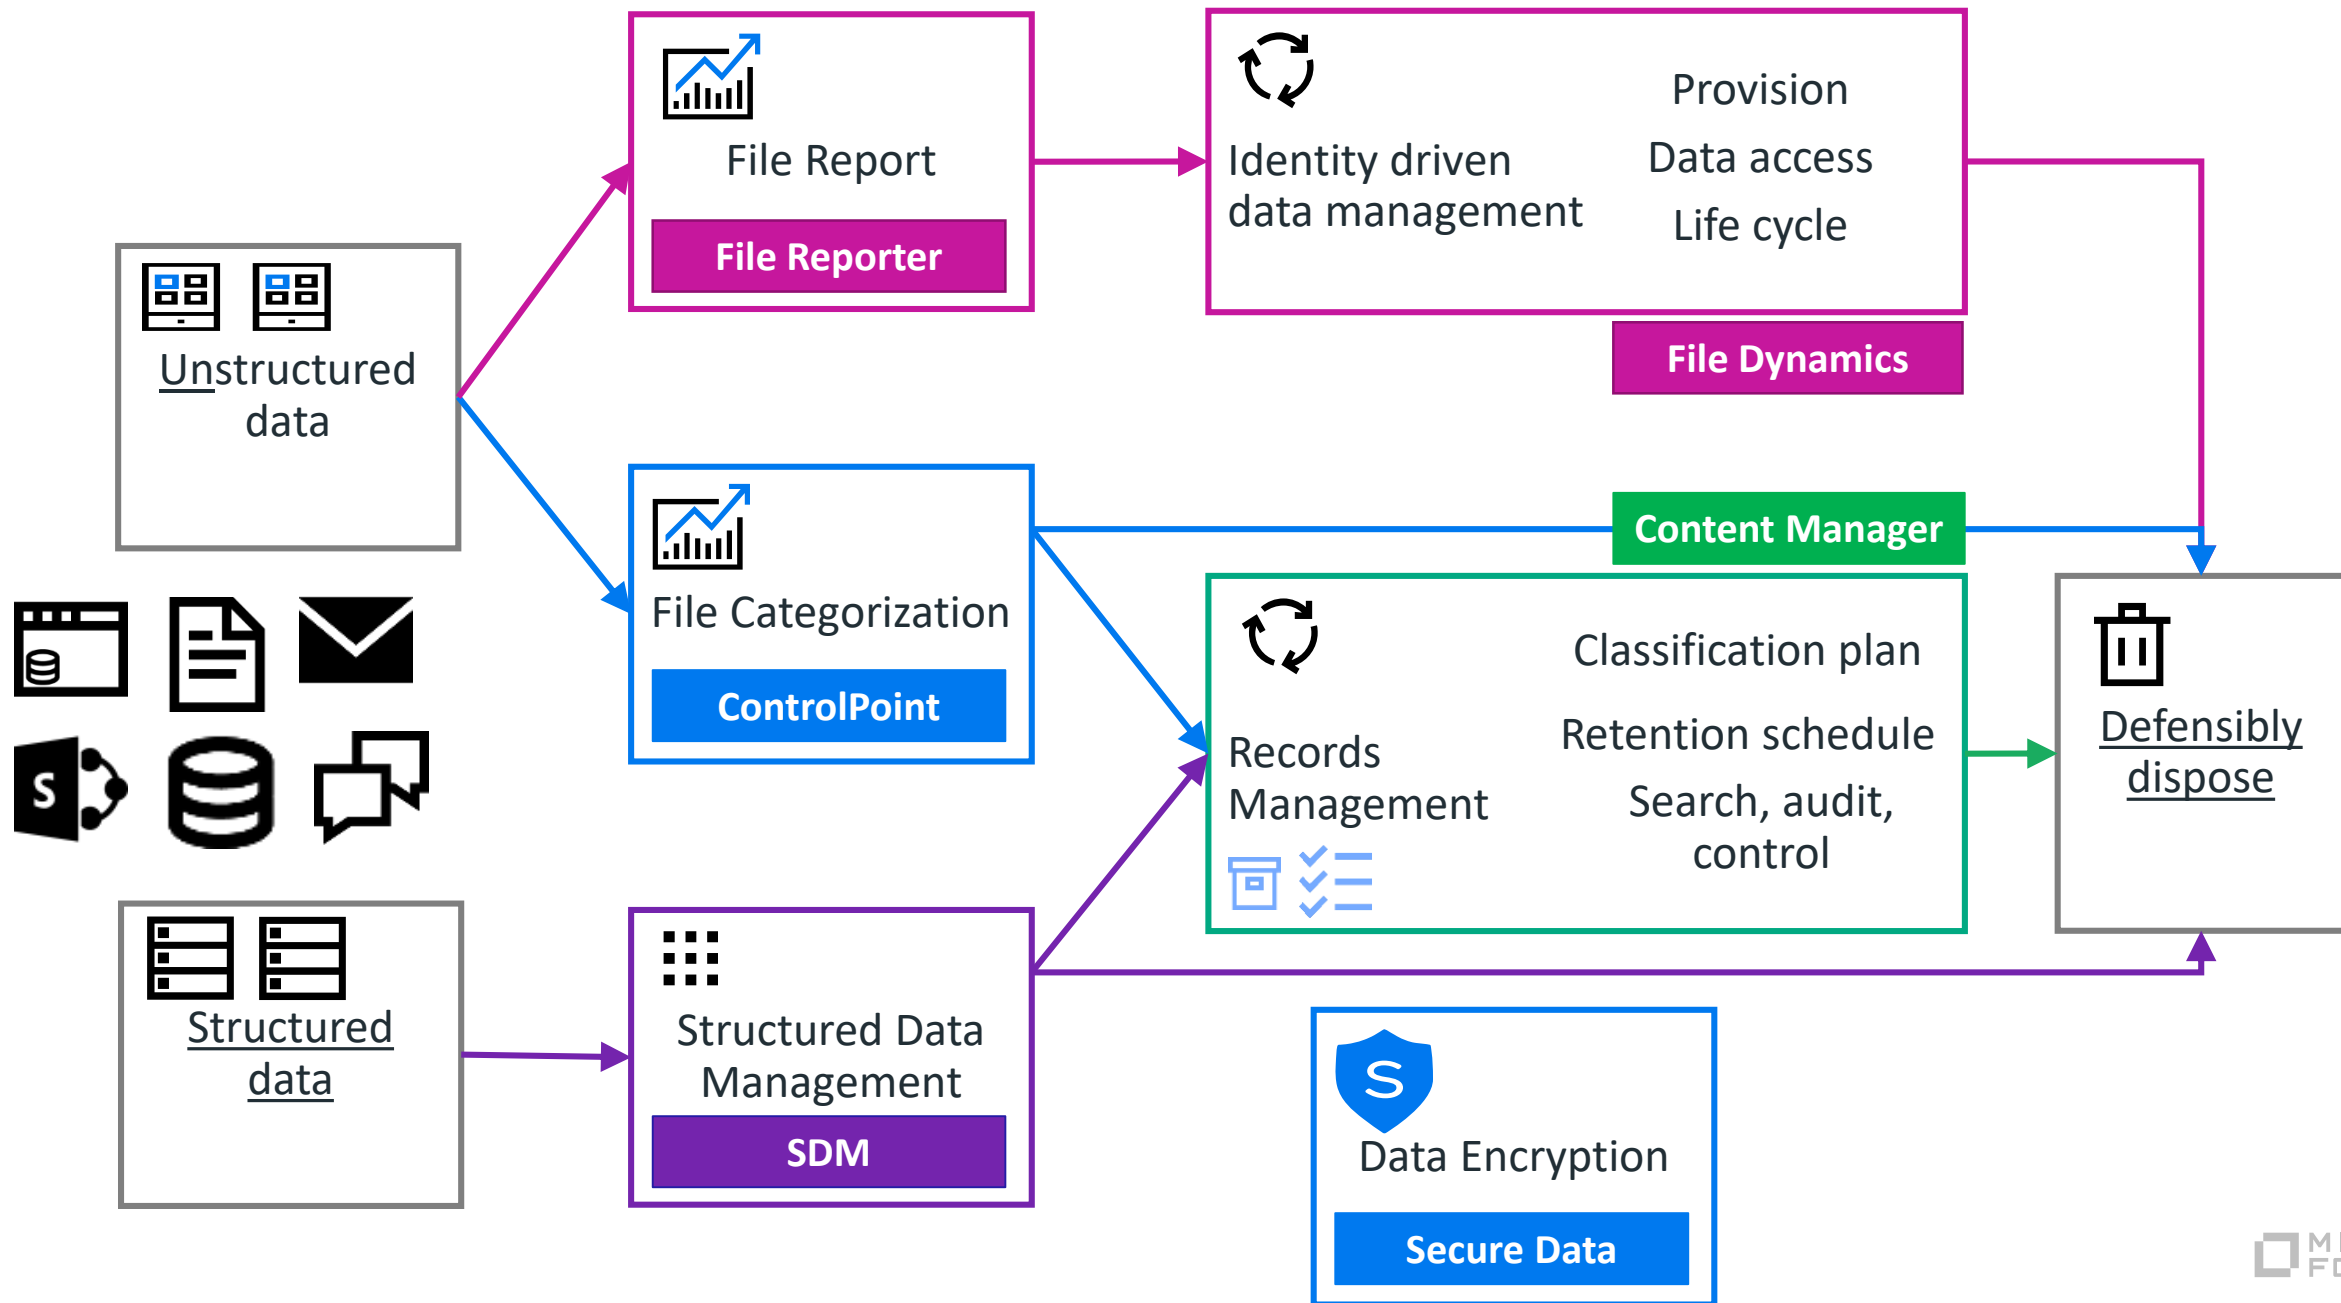 File Report
File Reporter
Identity driven
data management
Provision
Data access
Life cycle
File Dynamics
Unstructured
data
File Categorization
ControlPoint
Content Manager
Records
Management
Classification plan
Retention schedule
Search, audit,
control
Defensibly
dispose
S
Structured
data
Structured Data
Management
SDM
S
Data Encryption
Secure Data